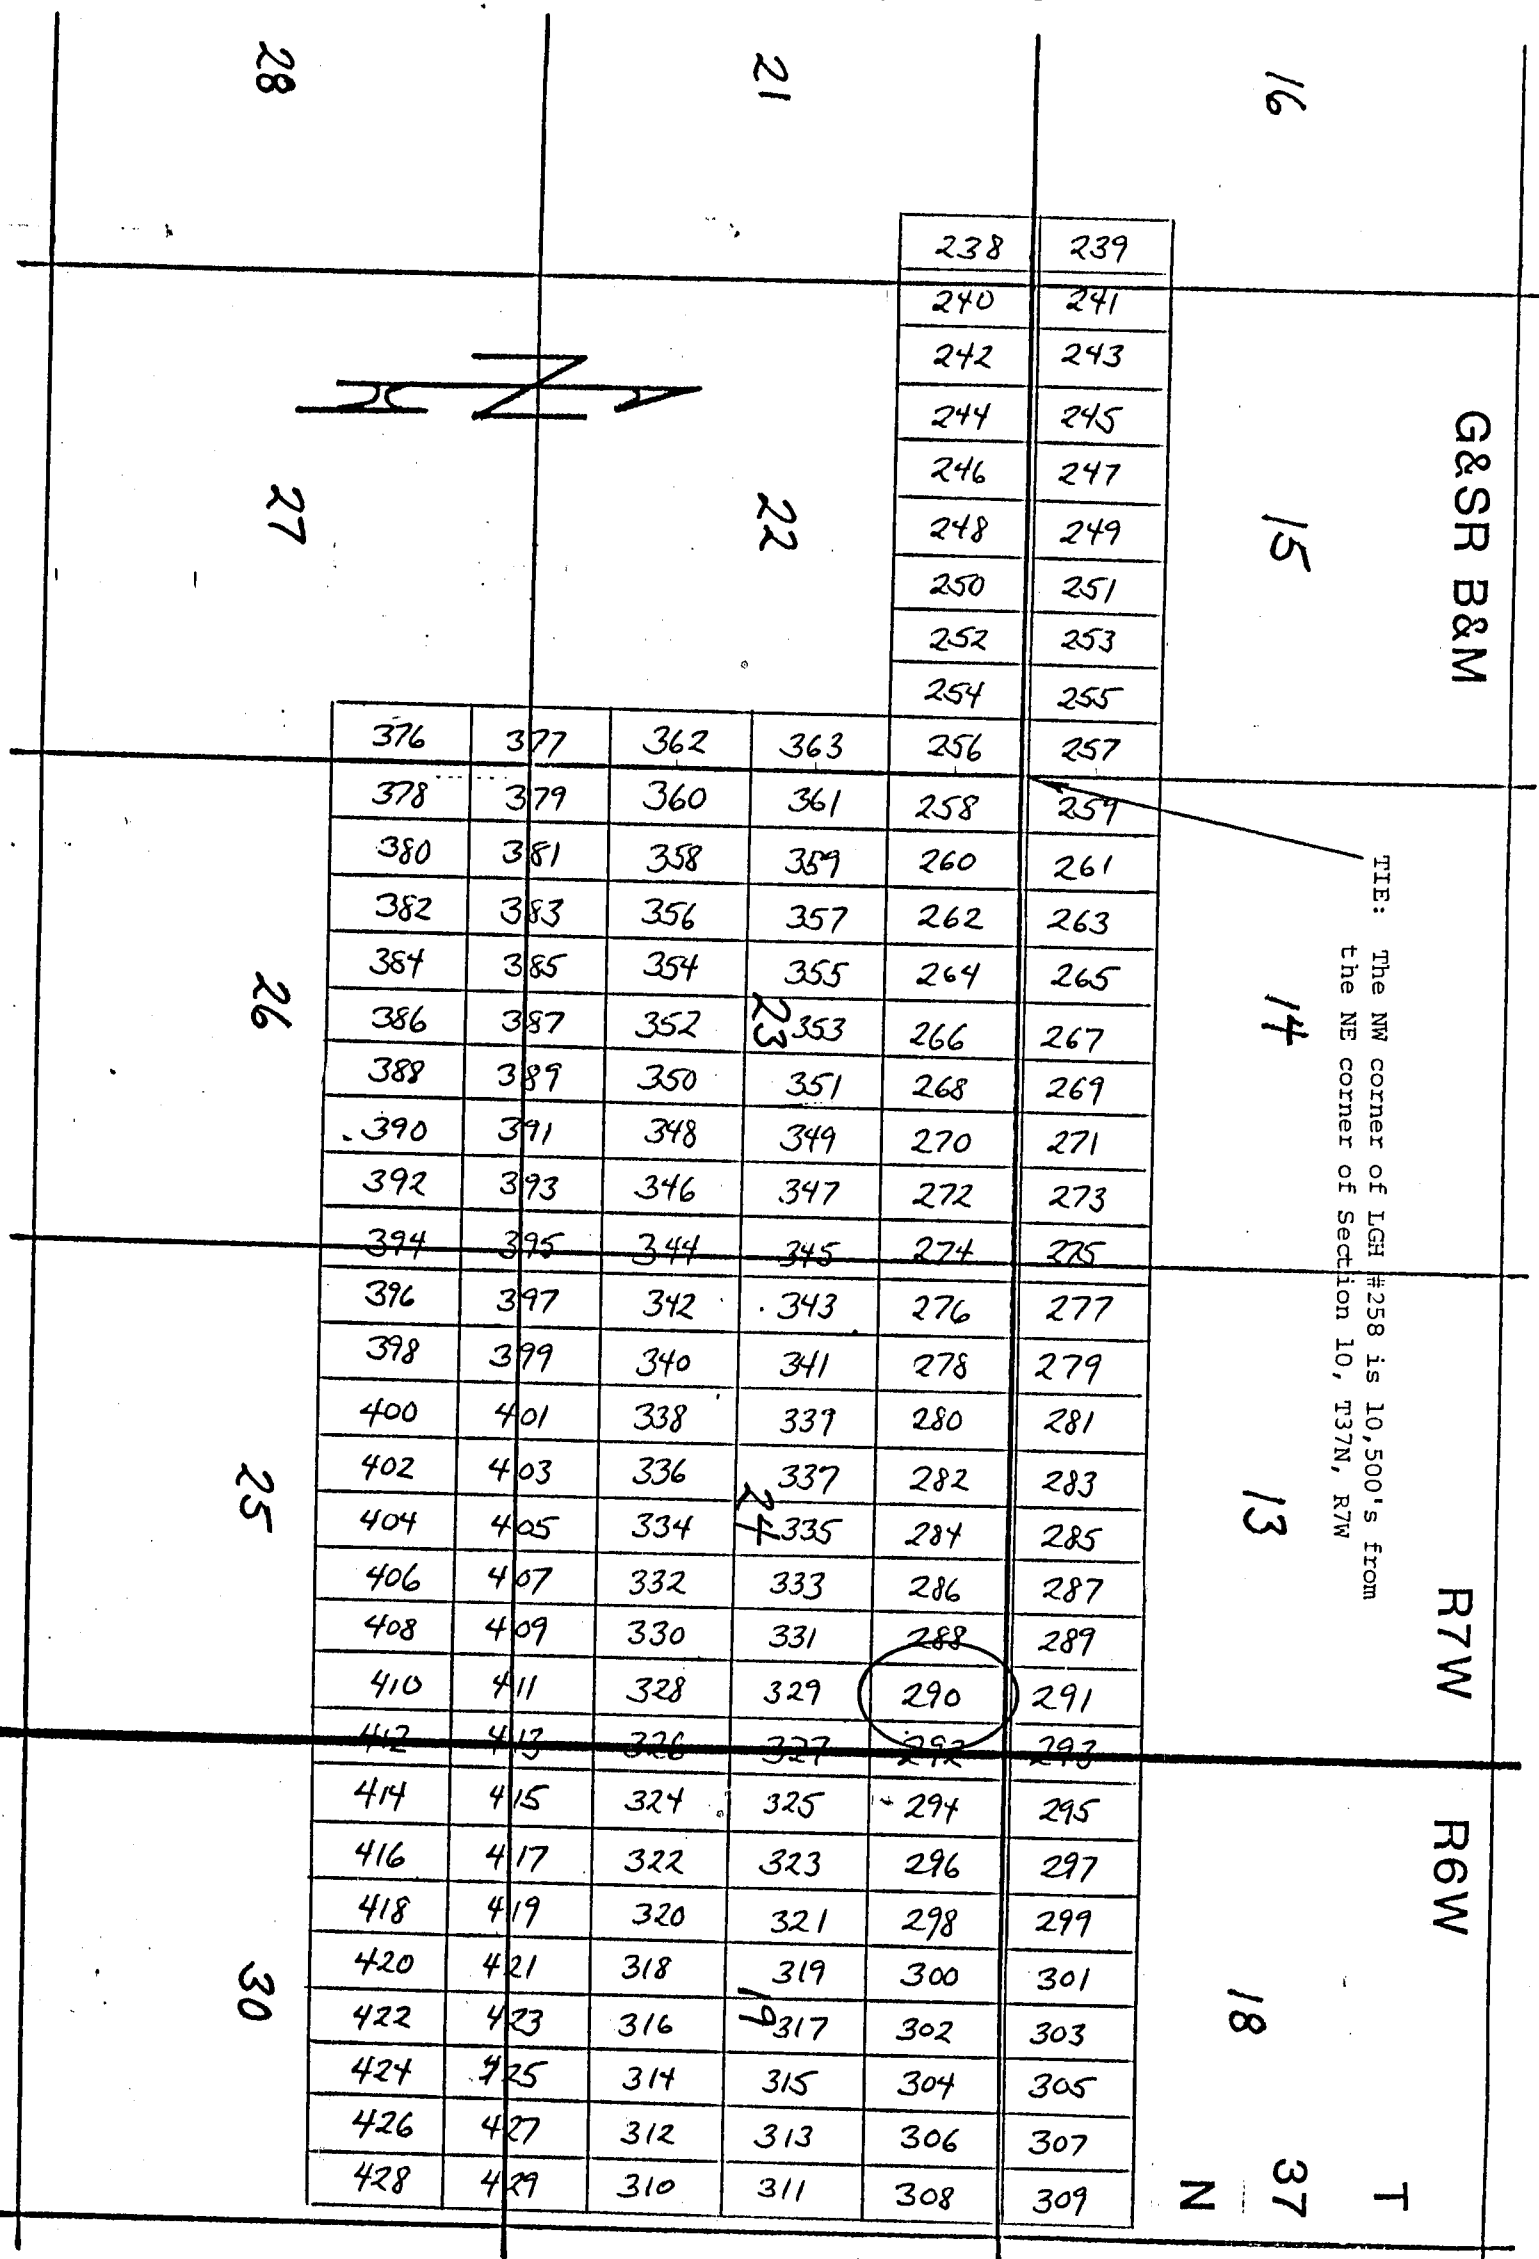 G&SR B&M
R7W
R6W
T
37
N
TIE: The NW corner of LGH #258 is 10,500's from
the NE corner of Section 10, T37N, R7W
16
15
14
13
18
21
22
23
24
19
28
27
26
25
30
N
238 239
240 241
242 243
244 245
246 247
248 249
250 251
252 253
254 255
376 377 362 363 256 257
378 379 360 361 258 259
380 381 358 359 260 261
382 383 356 357 262 263
384 385 354 355 264 265
386 387 352 353 266 267
388 389 350 351 268 269
390 391 348 349 270 271
392 393 346 347 272 273
394 395 344 345 274 275
396 397 342 343 276 277
398 399 340 341 278 279
400 401 338 339 280 281
402 403 336 337 282 283
404 405 334 335 284 285
406 407 332 333 286 287
408 409 330 331 288 289
410 411 328 329 290 291
412 413 326 327 292 293
414 415 324 325 294 295
416 417 322 323 296 297
418 419 320 321 298 299
420 421 318 319 300 301
422 423 316 317 302 303
424 425 314 315 304 305
426 427 312 313 306 307
428 429 310 311 308 309